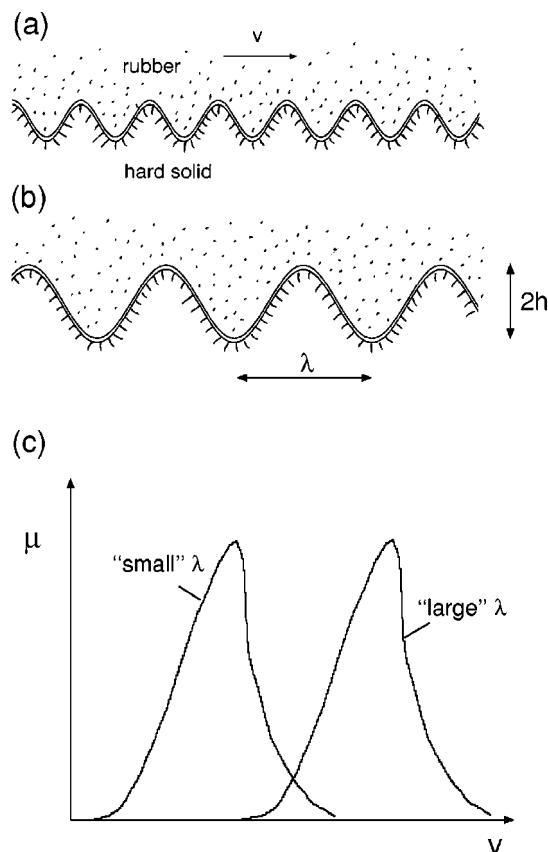 (a)
v
rubber
hard solid
(b)
2h
λ
(c)
μ
“small” λ
“large” λ
v